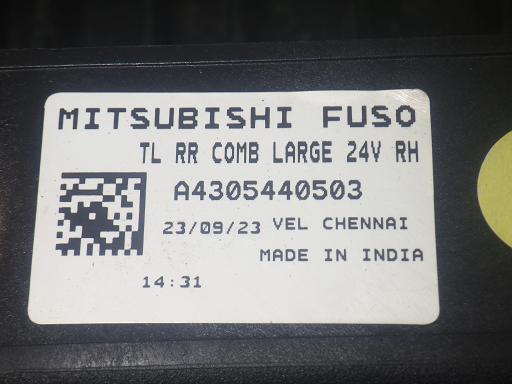 MITSUBISHI FUSO
TL RR COMB LARGE 24V RH
A4305440503
23/09/23 VEL CHENNAI
MADE IN INDIA
14:31